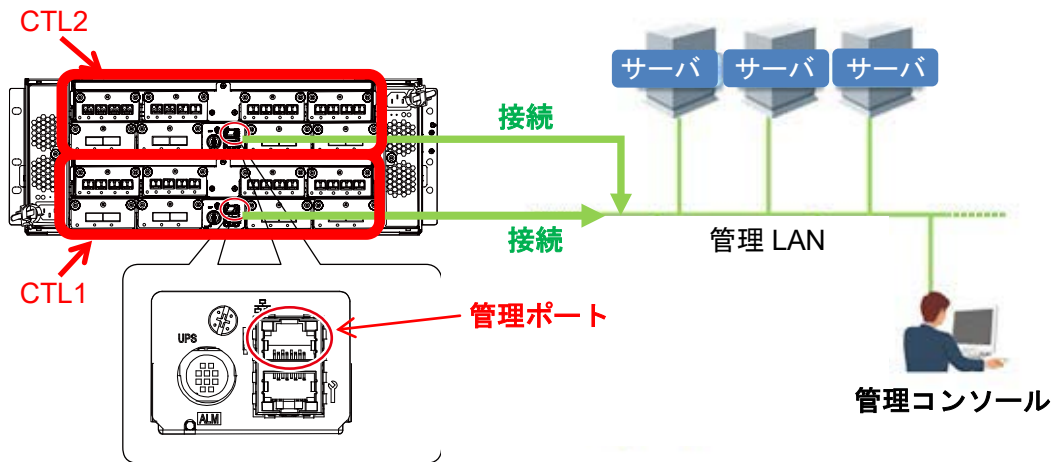 CTL2
サーバ
サーバ
サーバ
接続
接続
管理 LAN
CTL1
管理ポート
UPS
ALM
管理コンソール